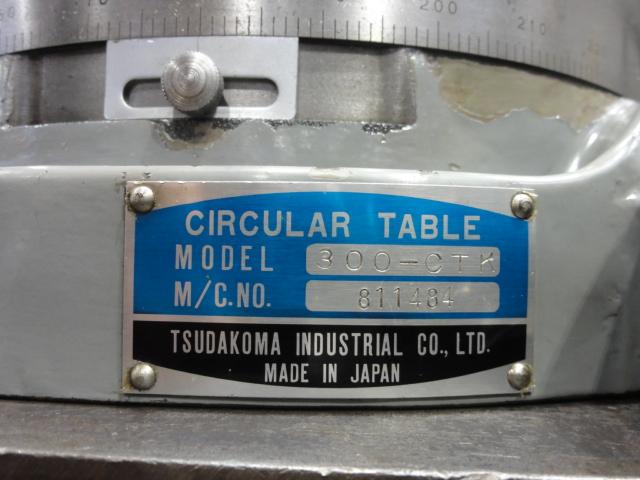 200
210
CIRCULAR TABLE
MODEL 300-CTK
M/C.NO. 811484
TSUDAKOMA INDUSTRIAL CO., LTD.
MADE IN JAPAN